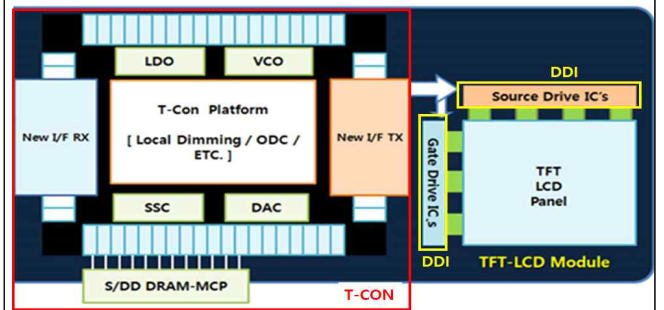 LDO
VCO
DDI
Source Drive IC's
New I/F RX
T-Con Platform
[ Local Dimming / ODC /
ETC. ]
New I/F TX
Gate Drive IC,s
TFT
LCD
Panel
SSC
DAC
DDI
TFT-LCD Module
S/DD DRAM-MCP
T-CON